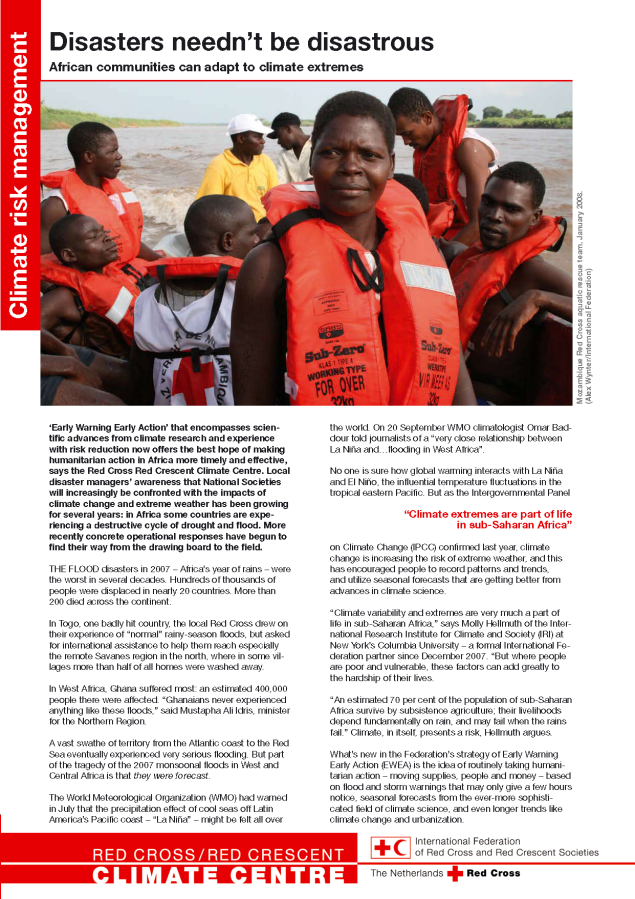 Climate risk management
Disasters needn't be disastrous
African communities can adapt to climate extremes
Sub-Zero
KLAS 1 TYPE A
WORKING TYPE
FOR OVER
32kg
Sub-Zero
WERKTIPE
VIR MEER AS
32kg
Mozambique Red Cross aquatic rescue team, January 2008.
(Alex Wynter/International Federation)
‘Early Warning Early Action’ that encompasses scien-
tific advances from climate research and experience
with risk reduction now offers the best hope of making
humanitarian action in Africa more timely and effective,
says the Red Cross Red Crescent Climate Centre. Local
disaster managers’ awareness that National Societies
will increasingly be confronted with the impacts of
climate change and extreme weather has been growing
for several years: in Africa some countries are expe-
riencing a destructive cycle of drought and flood. More
recently concrete operational responses have begun to
find their way from the drawing board to the field.
THE FLOOD disasters in 2007 – Africa’s year of rains – were
the worst in several decades. Hundreds of thousands of
people were displaced in nearly 20 countries. More than
200 died across the continent.
In Togo, one badly hit country, the local Red Cross drew on
their experience of “normal” rainy-season floods, but asked
for international assistance to help them reach especially
the remote Savanes region in the north, where in some vil-
lages more than half of all homes were washed away.
In West Africa, Ghana suffered most: an estimated 400,000
people there were affected. “Ghanaians never experienced
anything like these floods,” said Mustapha Ali Idris, minister
for the Northern Region.
A vast swathe of territory from the Atlantic coast to the Red
Sea eventually experienced very serious flooding. But part
of the tragedy of the 2007 monsoonal floods in West and
Central Africa is that they were forecast.
The World Meteorological Organization (WMO) had warned
in July that the precipitation effect of cool seas off Latin
America’s Pacific coast – “La Niña” – might be felt all over
the world. On 20 September WMO climatologist Omar Bad-
dour told journalists of a “very close relationship between
La Niña and…flooding in West Africa”.
No one is sure how global warming interacts with La Niña
and El Niño, the influential temperature fluctuations in the
tropical eastern Pacific. But as the Intergovernmental Panel
“Climate extremes are part of life
in sub-Saharan Africa”
on Climate Change (IPCC) confirmed last year, climate
change is increasing the risk of extreme weather, and this
has encouraged people to record patterns and trends,
and utilize seasonal forecasts that are getting better from
advances in climate science.
“Climate variability and extremes are very much a part of
life in sub-Saharan Africa,” says Molly Hellmuth of the Inter-
national Research Institute for Climate and Society (IRI) at
New York’s Columbia University – a formal International Fe-
deration partner since December 2007. “But where people
are poor and vulnerable, these factors can add greatly to
the hardship of their lives.
“An estimated 70 per cent of the population of sub-Saharan
Africa survive by subsistence agriculture; their livelihoods
depend fundamentally on rain, and may fail when the rains
fail.” Climate, in itself, presents a risk, Hellmuth argues.
What’s new in the Federation’s strategy of Early Warning
Early Action (EWEA) is the idea of routinely taking humani-
tarian action – moving supplies, people and money – based
on flood and storm warnings that may only give a few hours
notice, seasonal forecasts from the ever-more sophisti-
cated field of climate science, and even longer trends like
climate change and urbanization.
RED CROSS/RED CRESCENT
CLIMATE CENTRE
International Federation
of Red Cross and Red Crescent Societies
The Netherlands Red Cross